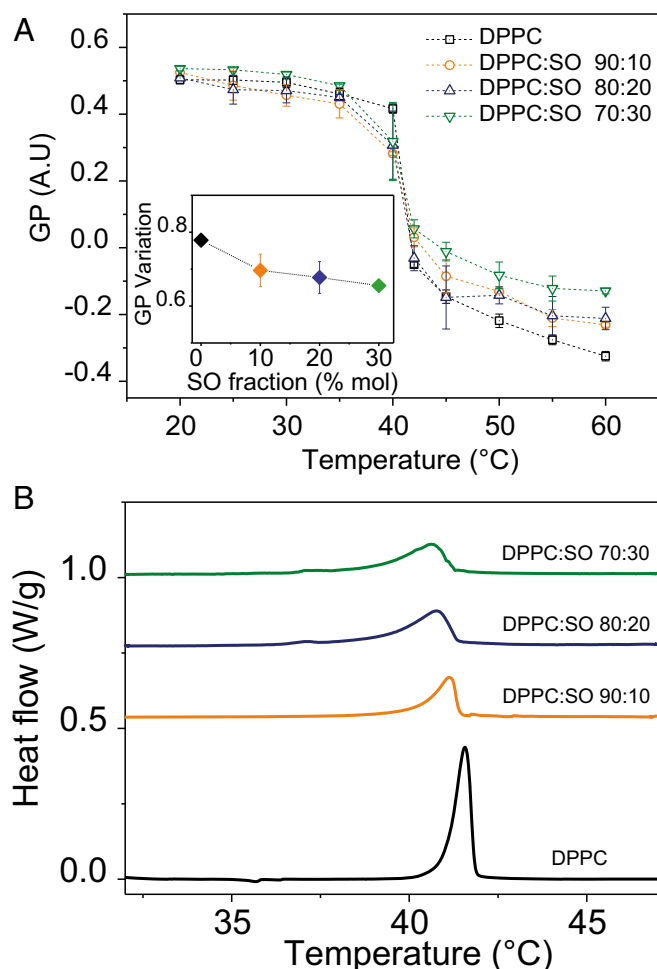 A
0.6
0.4
0.2
0.0
-0.2
-0.4
GP (A.U)
DPPC
DPPC:SO 90:10
DPPC:SO 80:20
DPPC:SO 70:30
GP Variation
0.8
0.6
0 10 20 30
SO fraction (% mol)
20 30 40 50 60
Temperature (°C)
B
Heat flow (W/g)
1.0
0.5
0.0
DPPC:SO 70:30
DPPC:SO 80:20
DPPC:SO 90:10
DPPC
35 40 45
Temperature (°C)